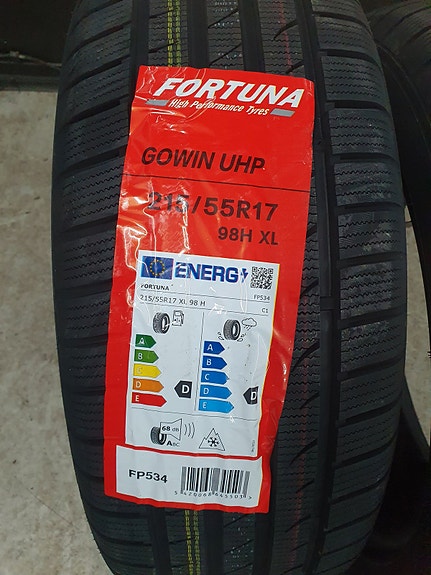 FORTUNA
High Performance Tyres
GOWIN UHP
215/55R17
98H XL
ENERG
FORTUNA FP534
215/55R17 XL 98 H C1
A A
B B
C C
D D D D
E E
68 dB
ABC
FP534